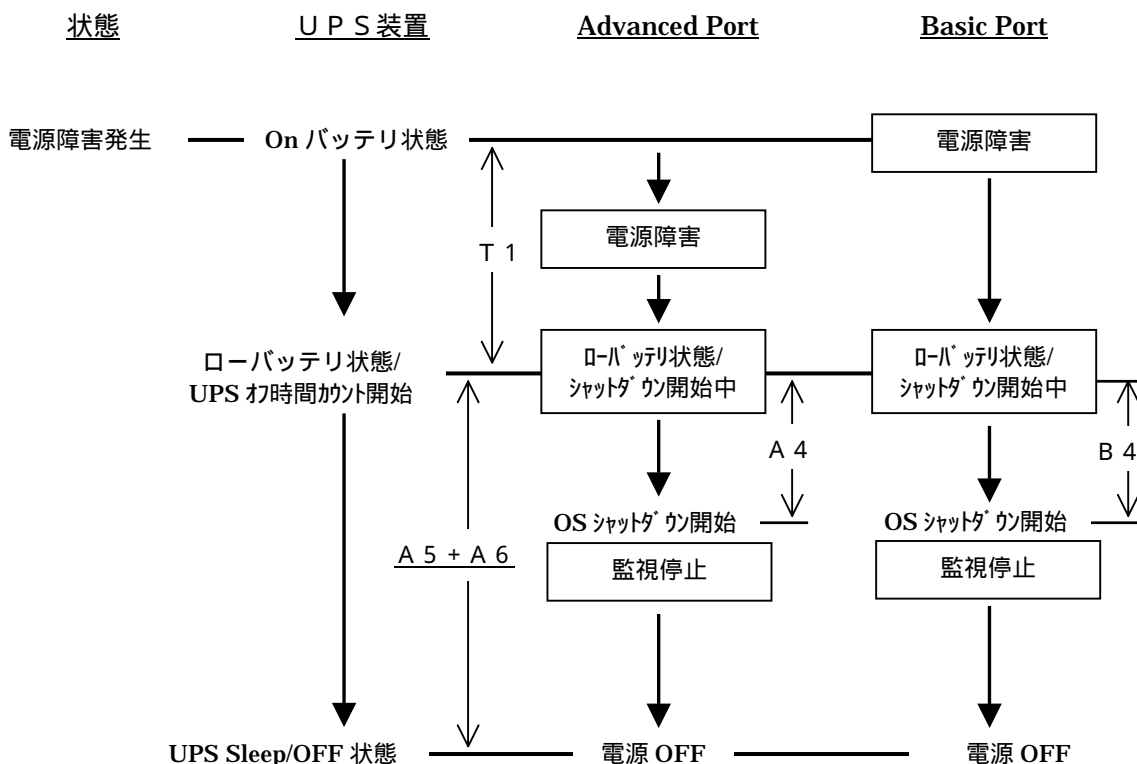 状態 ＵＰＳ装置 Advanced Port Basic Port
電源障害発生 On バッテリ状態 電源障害
電源障害
Ｔ１
ローバッテリ状態/
UPS ｵﾌ時間ｶｳﾝﾄ開始
ﾛｰﾊﾞｯﾃﾘ状態/
ｼｬｯﾄﾀﾞｳﾝ開始中
ﾛｰﾊﾞｯﾃﾘ状態/
ｼｬｯﾄﾀﾞｳﾝ開始中
Ａ４ Ｂ４
OS ｼｬｯﾄﾀﾞｳﾝ開始 OS ｼｬｯﾄﾀﾞｳﾝ開始
Ａ５+Ａ６ 監視停止 監視停止
UPS Sleep/OFF 状態 電源 OFF 電源 OFF